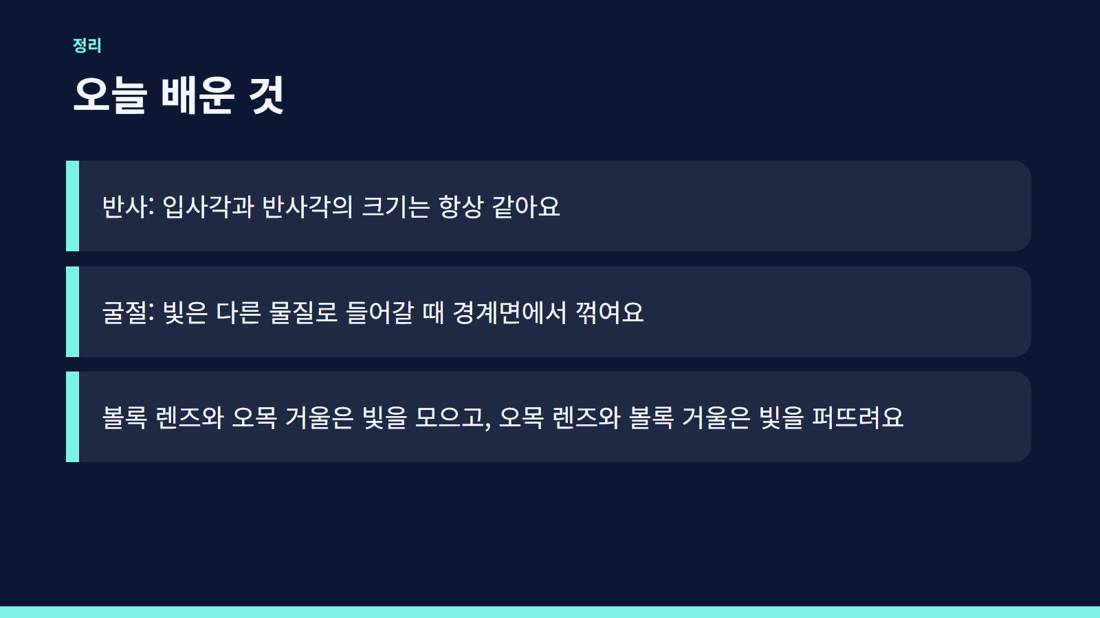 정리
오늘 배운 것
반사: 입사각과 반사각의 크기는 항상 같아요
굴절: 빛은 다른 물질로 들어갈 때 경계면에서 꺾여요
볼록 렌즈와 오목 거울은 빛을 모으고, 오목 렌즈와 볼록 거울은 빛을 퍼뜨려요